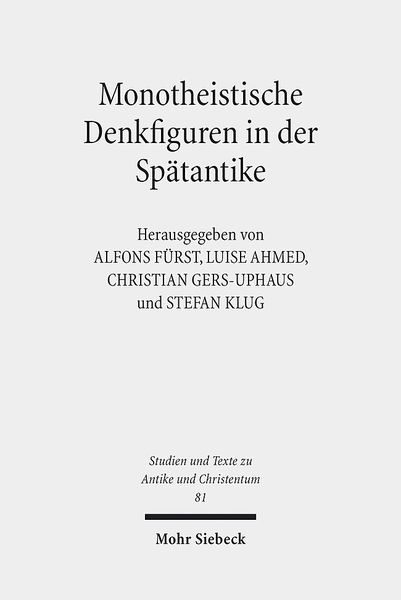 Monotheistische
Denkfiguren in der
Spätantike
Herausgegeben von
ALFONS FÜRST, LUISE AHMED,
CHRISTIAN GERS-UPHAUS
und STEFAN KLUG
Studien und Texte zu
Antike und Christentum
81
Mohr Siebeck